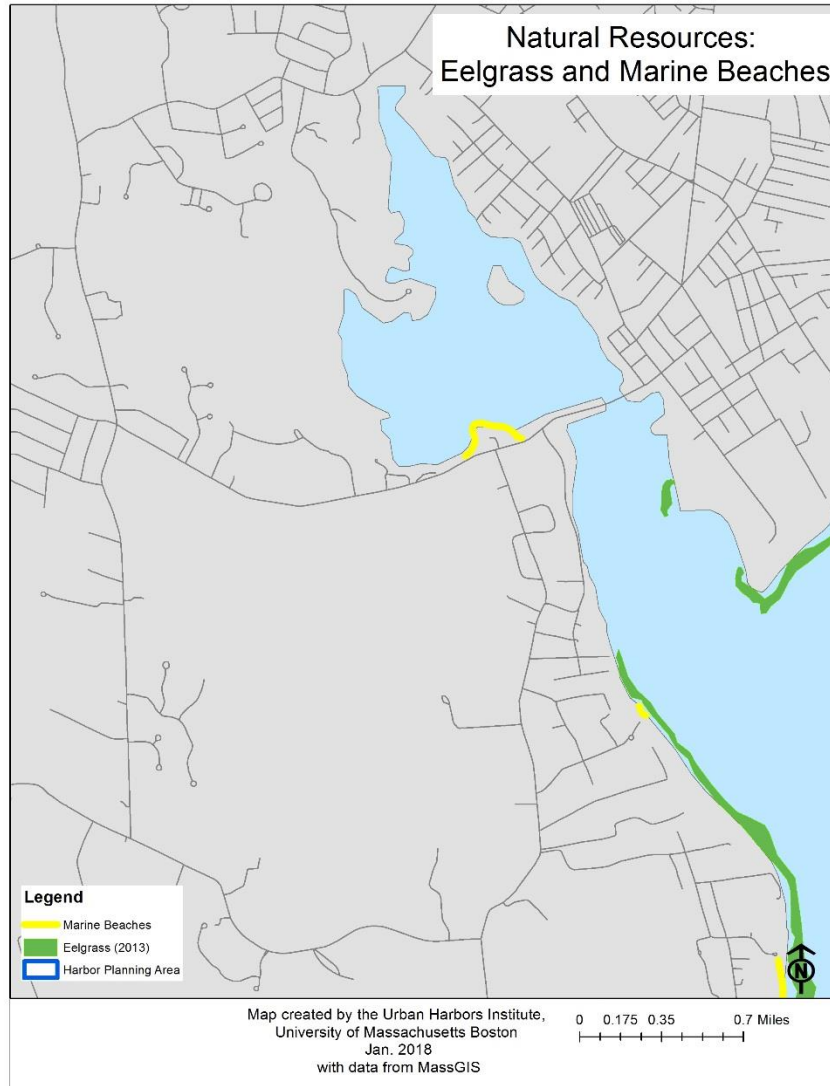 Natural Resources:
Eelgrass and Marine Beaches
Legend
Marine Beaches
Eelgrass (2013)
Harbor Planning Area
N
Map created by the Urban Harbors Institute,
University of Massachusetts Boston
Jan. 2018
with data from MassGIS
0 0.175 0.35 0.7 Miles